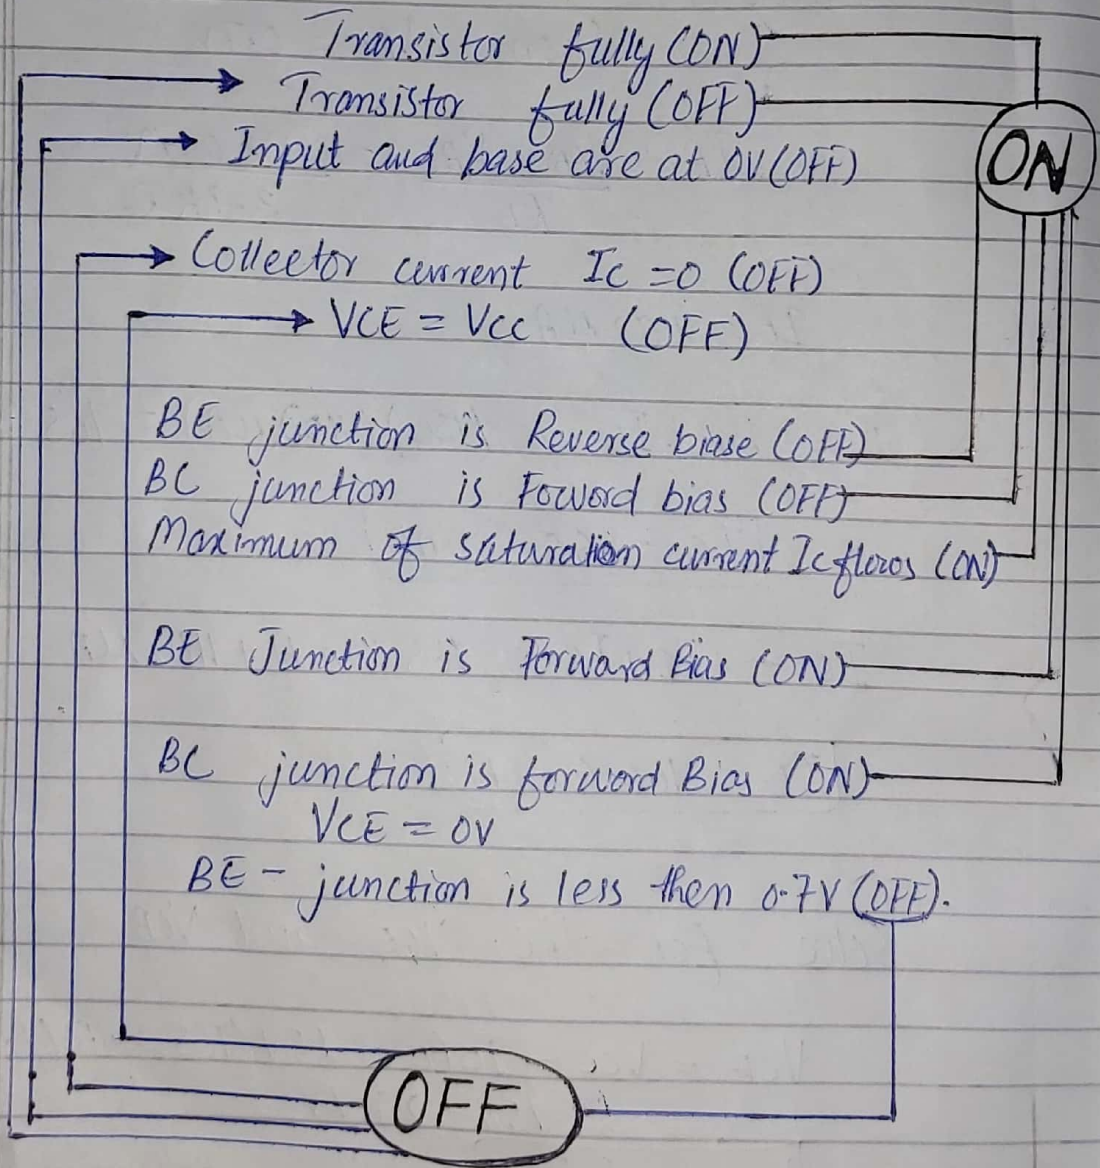 Transistor fully (ON)
Transistor fully (OFF)
Input and base are at 0V (OFF)
ON
Collector current Ic = 0 (OFF)
VCE = Vcc (OFF)
BE junction is Reverse biase (OFF)
BC junction is Foword bias (OFF)
Maximum of saturation current Ic flows (ON)
BE Junction is Forward Bias (ON)
BC junction is forword Bias (ON)
VCE = 0V
BE - junction is less then 0.7V (OFF).
OFF